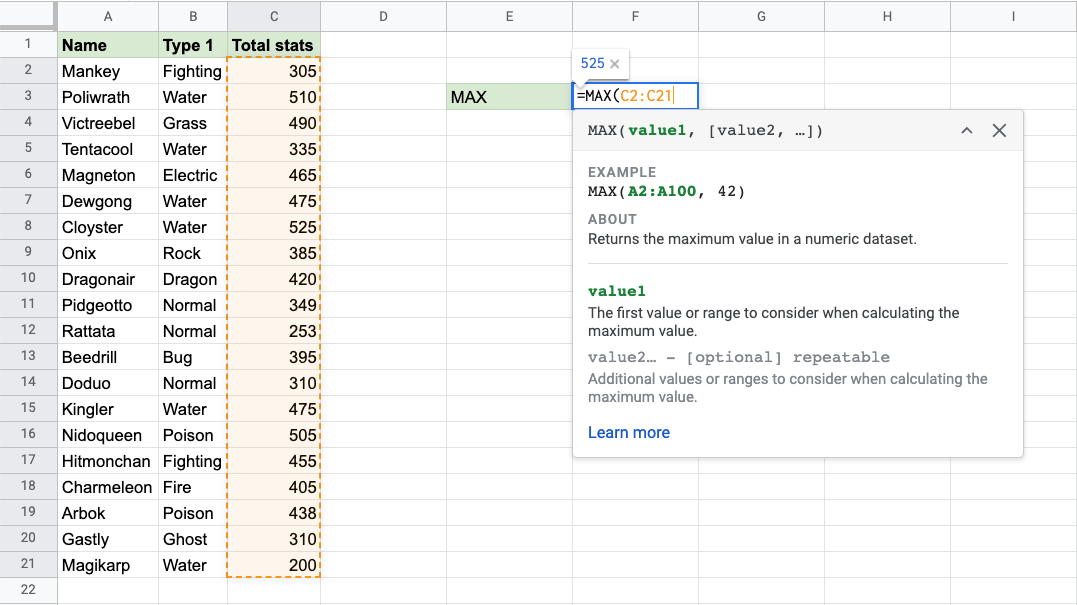 A B C D E F G H I
1 Name Type 1 Total stats
2 Mankey Fighting 305 525 ×
3 Poliwrath Water 510 MAX =MAX(C2:C21
4 Victreebel Grass 490
MAX(value1, [value2, …])
5 Tentacool Water 335
6 Magneton Electric 465
EXAMPLE
MAX(A2:A100, 42)
7 Dewgong Water 475
8 Cloyster Water 525
ABOUT
Returns the maximum value in a numeric dataset.
9 Onix Rock 385
10 Dragonair Dragon 420
value1
11 Pidgeotto Normal 349
The first value or range to consider when calculating the
maximum value.
12 Rattata Normal 253
13 Beedrill Bug 395
value2… – [optional] repeatable
14 Doduo Normal 310
Additional values or ranges to consider when calculating the
maximum value.
15 Kingler Water 475
16 Nidoqueen Poison 505
Learn more
17 Hitmonchan Fighting 455
18 Charmeleon Fire 405
19 Arbok Poison 438
20 Gastly Ghost 310
21 Magikarp Water 200
22